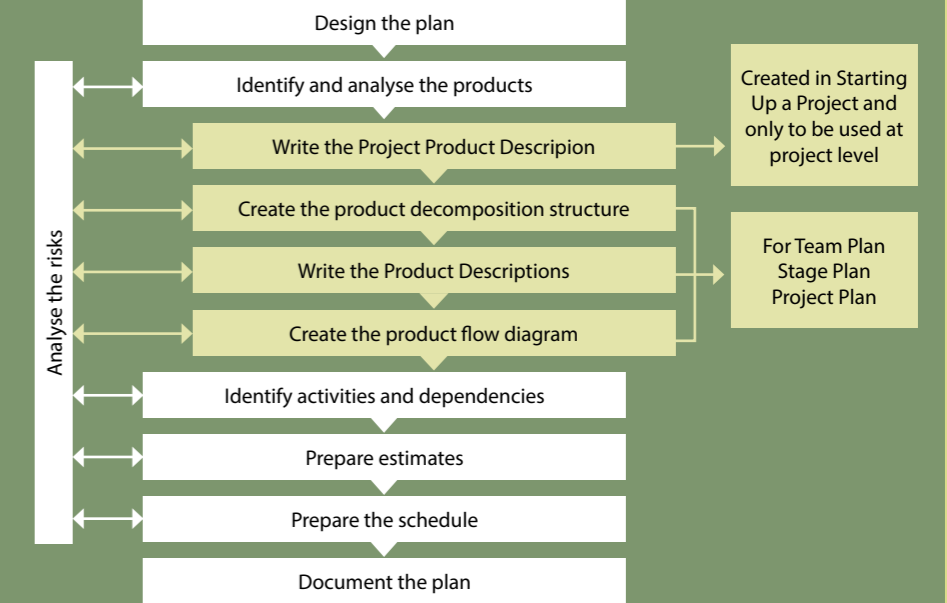 Design the plan
Identify and analyse the products
Write the Project Product Descripion
Create the product decomposition structure
Write the Product Descriptions
Create the product flow diagram
Identify activities and dependencies
Prepare estimates
Prepare the schedule
Document the plan
Analyse the risks
Created in Starting
Up a Project and
only to be used at
project level
For Team Plan
Stage Plan
Project Plan